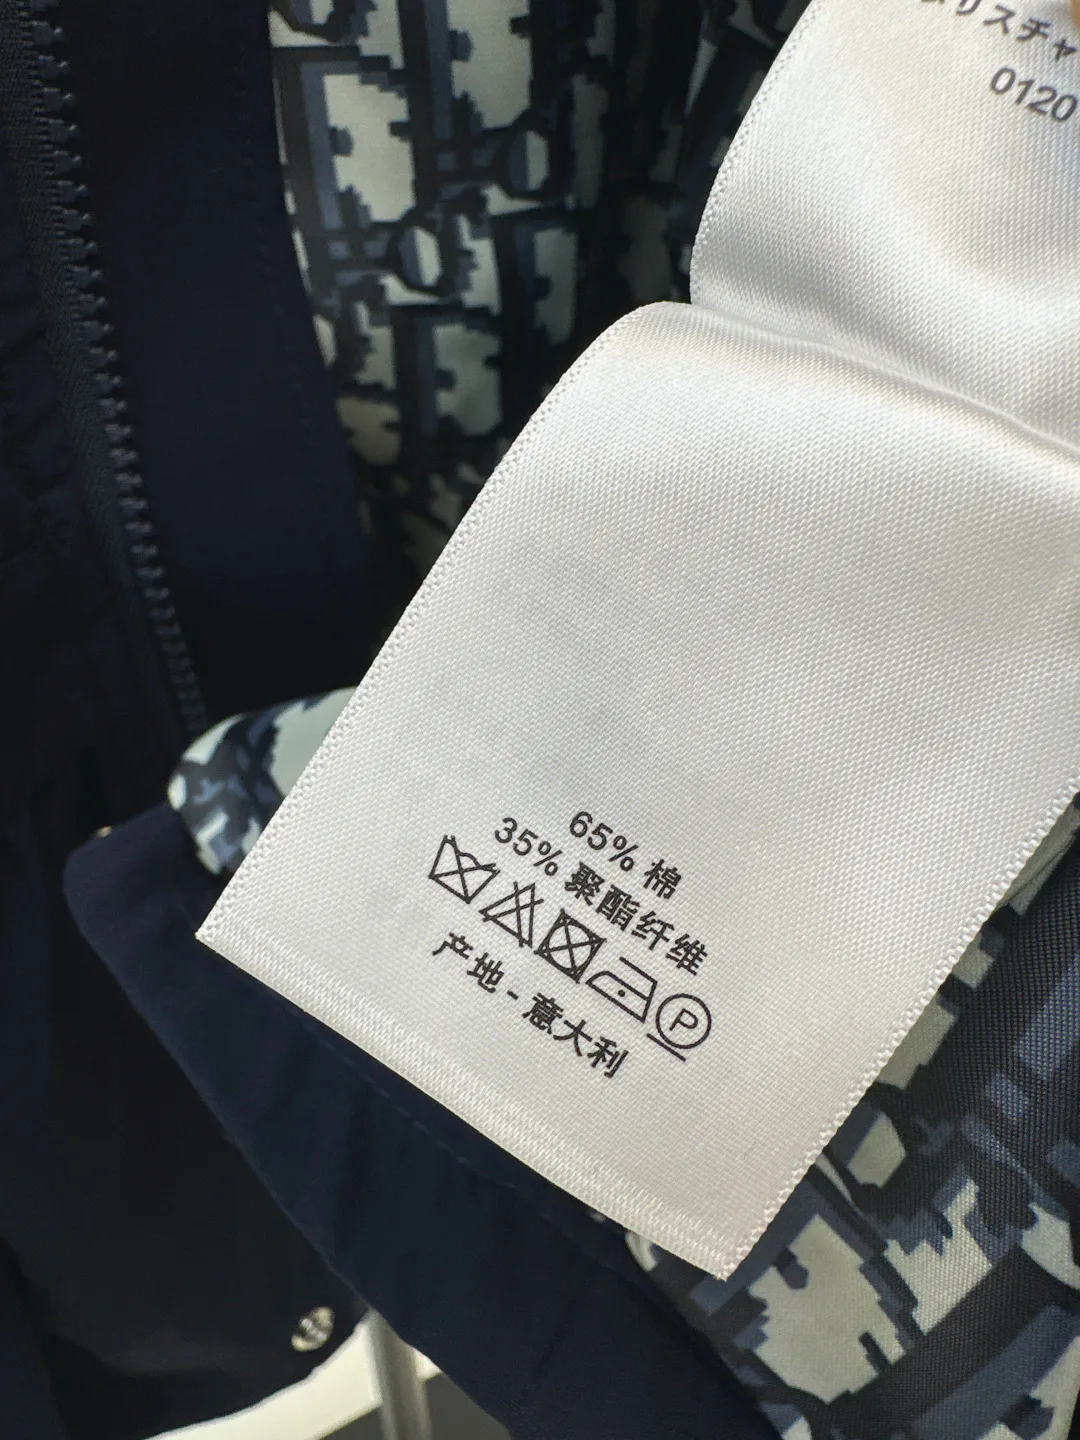 リスチャ
0120
65% 棉
35% 聚酯纤维
P
产地 - 意大利